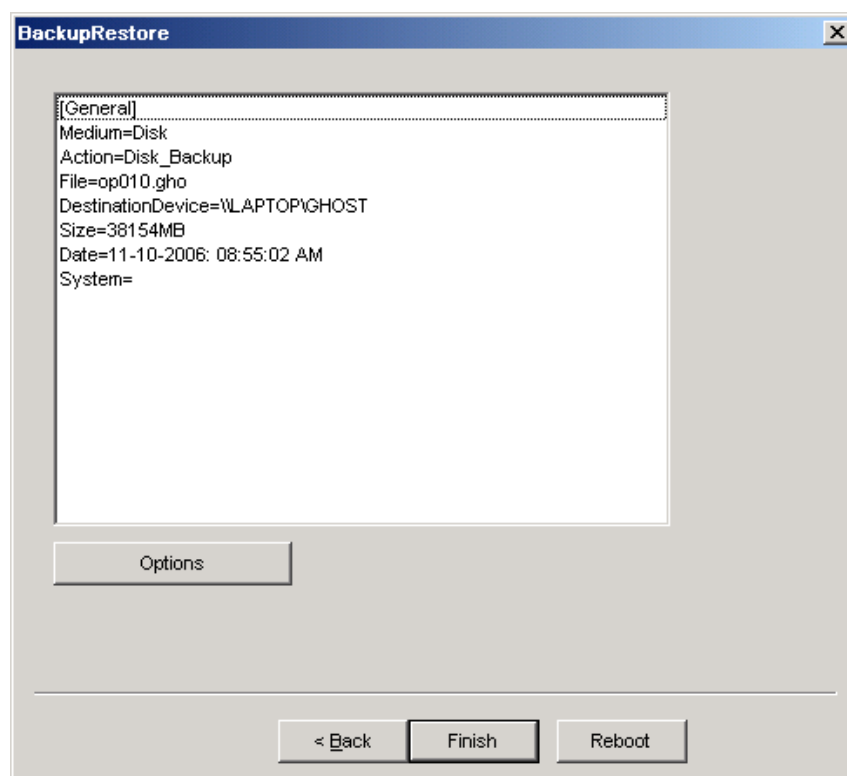 BackupRestore
[General]
Medium=Disk
Action=Disk_Backup
File=op010.gho
DestinationDevice=\\LAPTOP\GHOST
Size=38154MB
Date=11-10-2006: 08:55:02 AM
System=
Options
< Back
Finish
Reboot